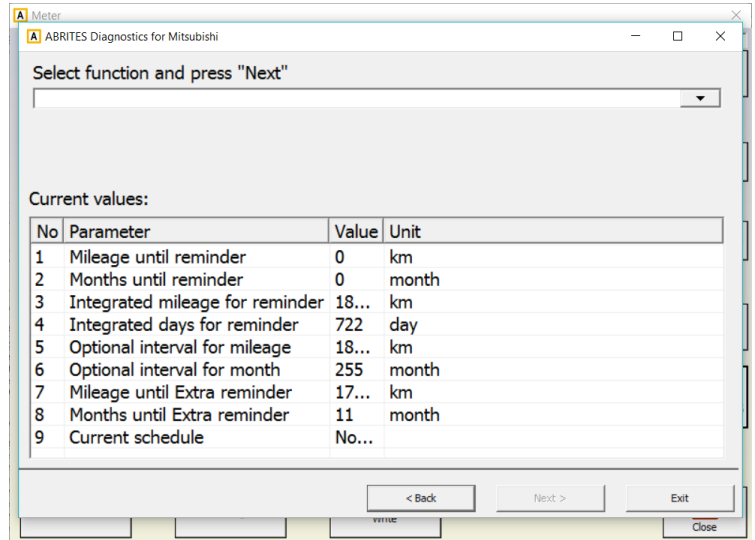 A Meter
A ABRITES Diagnostics for Mitsubishi
Select function and press "Next"
Current values:
No Parameter Value Unit
1 Mileage until reminder 0 km
2 Months until reminder 0 month
3 Integrated mileage for reminder 18... km
4 Integrated days for reminder 722 day
5 Optional interval for mileage 18... km
6 Optional interval for month 255 month
7 Mileage until Extra reminder 17... km
8 Months until Extra reminder 11 month
9 Current schedule No...
< Back Next > Exit
Write Close